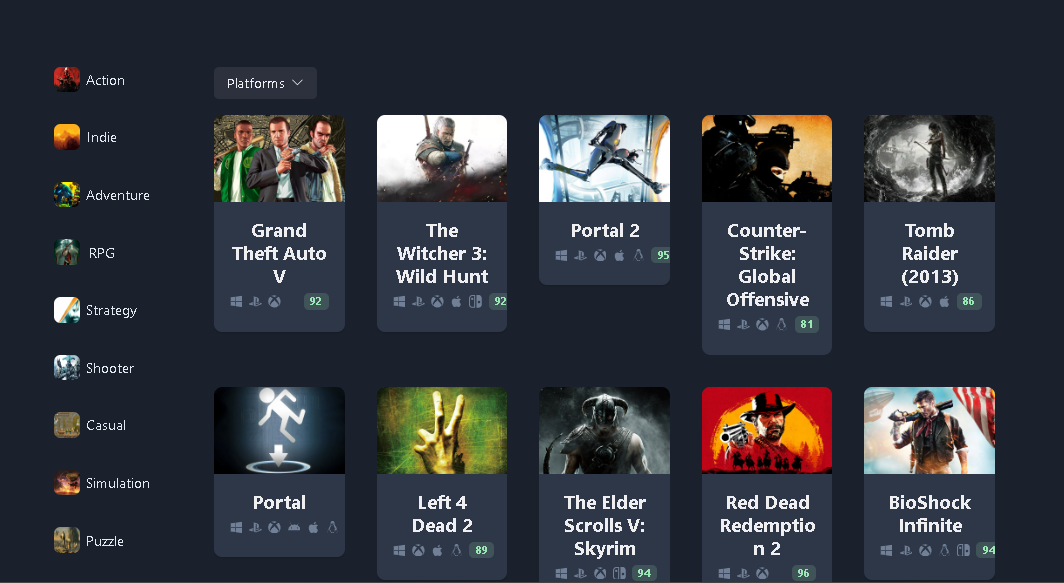 Action
Indie
Adventure
RPG
Strategy
Shooter
Casual
Simulation
Puzzle
Platforms
Grand
Theft Auto
V
92
The
Witcher 3:
Wild Hunt
92
Portal 2
95
Counter-
Strike:
Global
Offensive
81
Tomb
Raider
(2013)
86
Portal
Left 4
Dead 2
89
The Elder
Scrolls V:
Skyrim
94
Red Dead
Redemptio
n 2
96
BioShock
Infinite
94